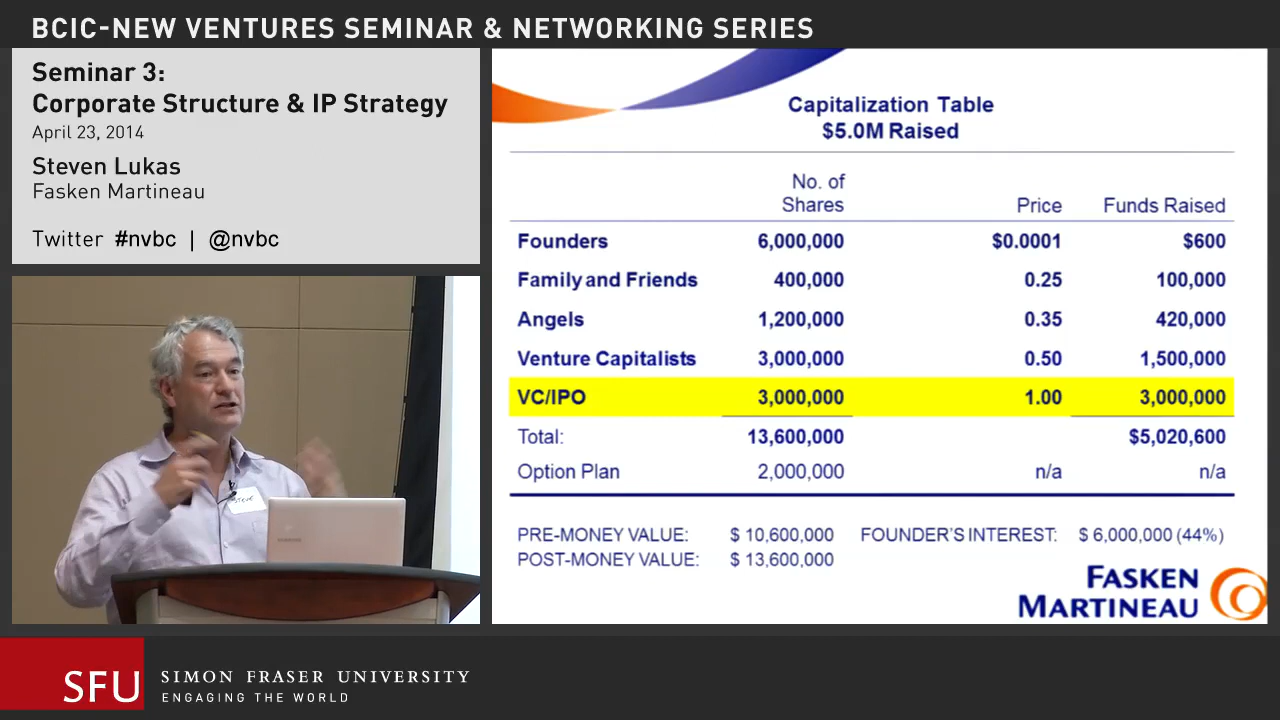 BCIC-NEW VENTURES SEMINAR & NETWORKING SERIES
Seminar 3:
Corporate Structure & IP Strategy
April 23, 2014
Steven Lukas
Fasken Martineau
Twitter #nvbc | @nvbc
Capitalization Table
$5.0M Raised
No. of
Shares Price Funds Raised
Founders 6,000,000 $0.0001 $600
Family and Friends 400,000 0.25 100,000
Angels 1,200,000 0.35 420,000
Venture Capitalists 3,000,000 0.50 1,500,000
VC/IPO 3,000,000 1.00 3,000,000
Total: 13,600,000 $5,020,600
Option Plan 2,000,000 n/a n/a
PRE-MONEY VALUE: $ 10,600,000 FOUNDER'S INTEREST: $ 6,000,000 (44%)
POST-MONEY VALUE: $ 13,600,000
FASKEN
MARTINEAU
STEVE
SFU SIMON FRASER UNIVERSITY
ENGAGING THE WORLD